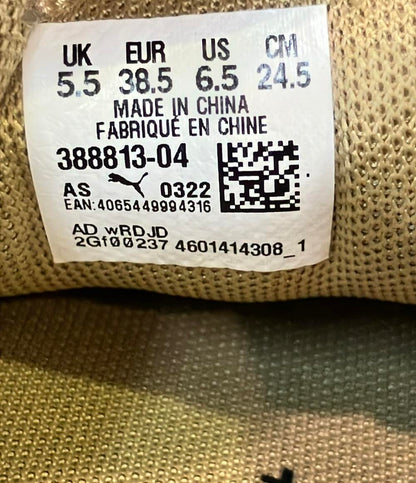 UK EUR US CM
5.5 38.5 6.5 24.5
MADE IN CHINA
FABRIQUÉ EN CHINE
388813-04
AS 0322
EAN:4065449994316
AD wRDJD
2Gf00237 4601414308_1